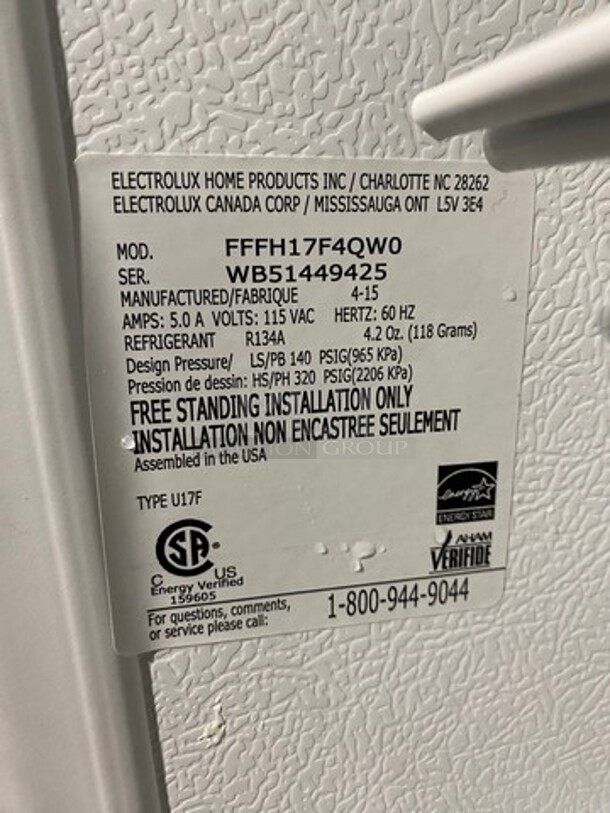 ELECTROLUX HOME PRODUCTS INC / CHARLOTTE NC 28262
ELECTROLUX CANADA CORP / MISSISSAUGA ONT L5V 3E4
MOD. FFFH17F4QW0
SER. WB51449425
MANUFACTURED/FABRIQUE 4-15
AMPS: 5.0 A VOLTS: 115 VAC HERTZ: 60 HZ
REFRIGERANT R134A 4.2 Oz. (118 Grams)
Design Pressure/ LS/PB 140 PSIG(965 KPa)
Pression de dessin: HS/PH 320 PSIG(2206 KPa)
FREE STANDING INSTALLATION ONLY
INSTALLATION NON ENCASTREE SEULEMENT
GROUP
Assembled in the USA
TYPE U17F
energy
ENERGY STAR
SA
C US
Energy Verified
159605
AHAM
VERIFIDE
For questions, comments,
or service please call:
1-800-944-9044